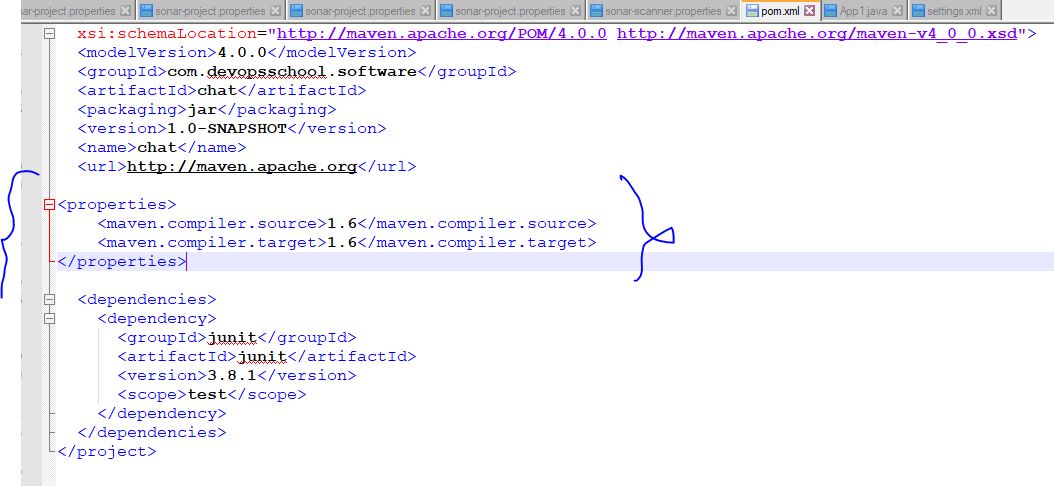 ar-project.properties sonar-project.properties sonar-project.properties sonar-project.properties sonar-scanner.properties pom.xml App1.java settings.xml
xsi:schemaLocation="http://maven.apache.org/POM/4.0.0 http://maven.apache.org/maven-v4_0_0.xsd">
<modelVersion>4.0.0</modelVersion>
<groupId>com.devopsschool.software</groupId>
<artifactId>chat</artifactId>
<packaging>jar</packaging>
<version>1.0-SNAPSHOT</version>
<name>chat</name>
<url>http://maven.apache.org</url>
<properties>
<maven.compiler.source>1.6</maven.compiler.source>
<maven.compiler.target>1.6</maven.compiler.target>
</properties>
<dependencies>
<dependency>
<groupId>junit</groupId>
<artifactId>junit</artifactId>
<version>3.8.1</version>
<scope>test</scope>
</dependency>
</dependencies>
</project>